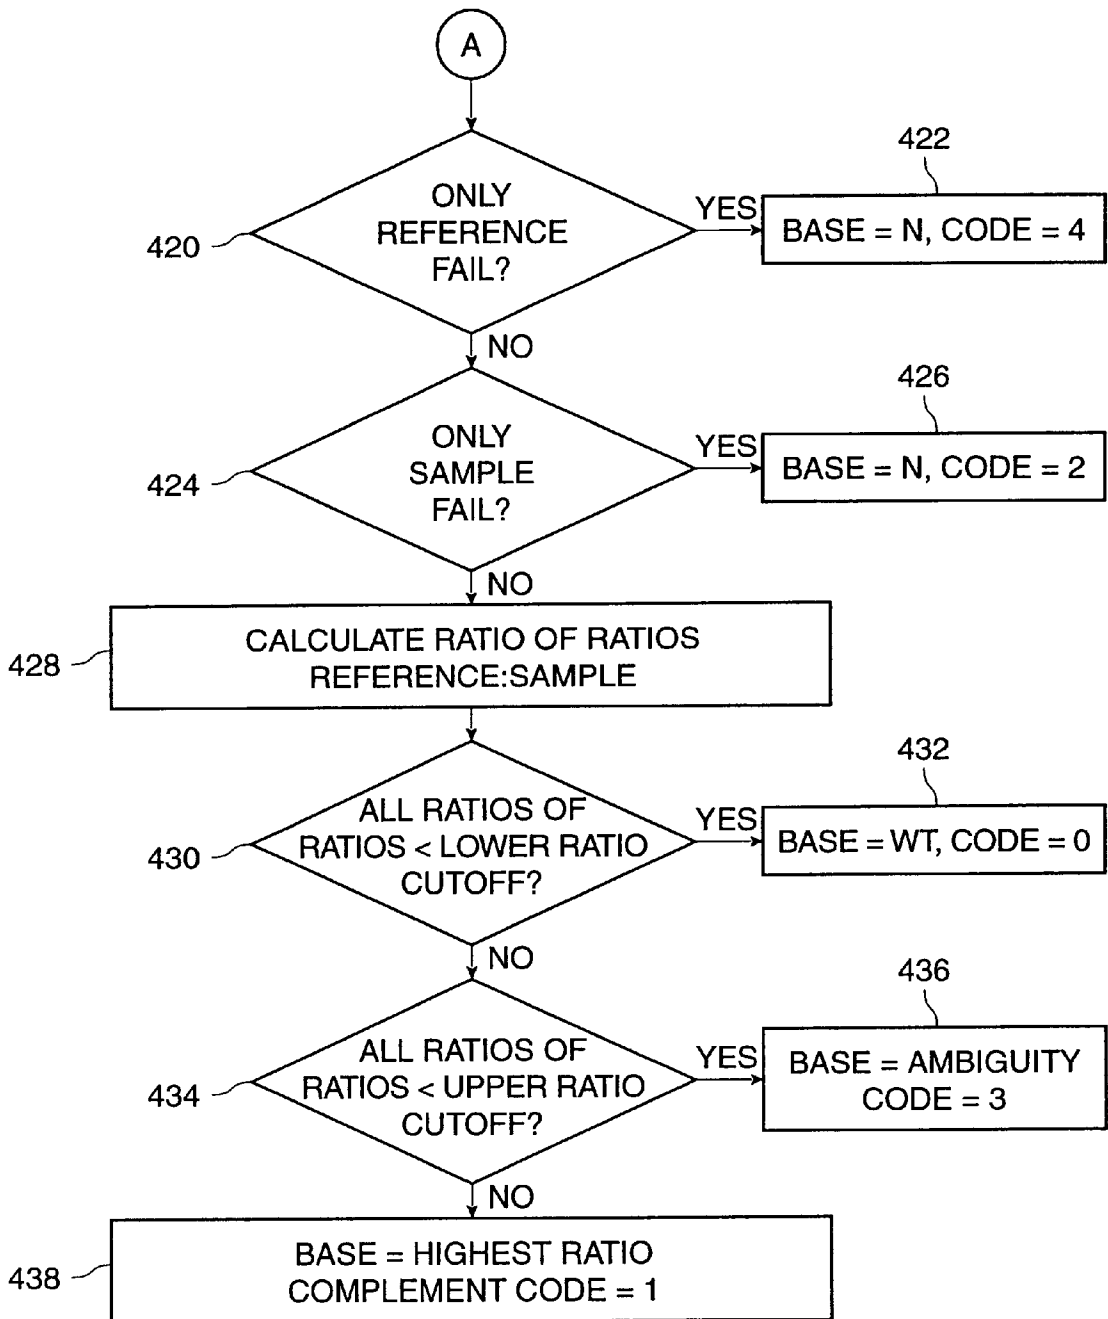 A
ONLY
REFERENCE
FAIL?
420
YES
422
BASE = N, CODE = 4
NO
ONLY
SAMPLE
FAIL?
424
YES
426
BASE = N, CODE = 2
NO
CALCULATE RATIO OF RATIOS
REFERENCE:SAMPLE
428
ALL RATIOS OF
RATIOS < LOWER RATIO
CUTOFF?
430
YES
432
BASE = WT, CODE = 0
NO
ALL RATIOS OF
RATIOS < UPPER RATIO
CUTOFF?
434
YES
436
BASE = AMBIGUITY
CODE = 3
NO
BASE = HIGHEST RATIO
COMPLEMENT CODE = 1
438